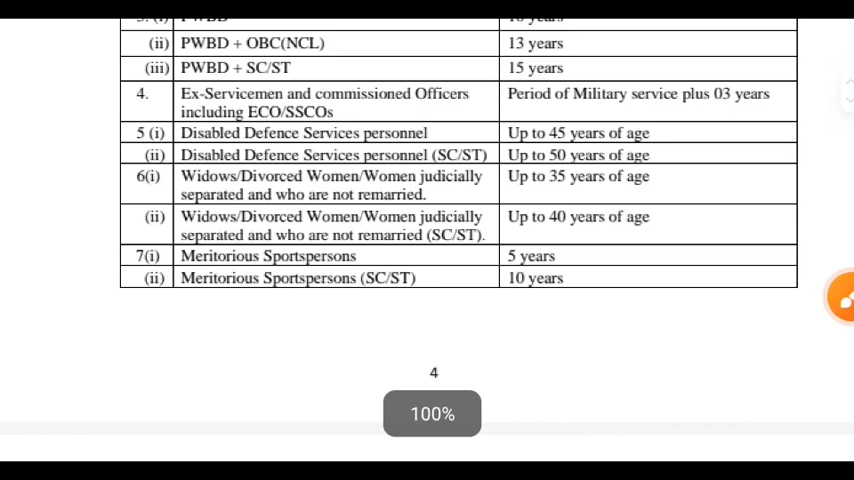 (ii) PWBD + OBC(NCL) 13 years
(iii) PWBD + SC/ST 15 years
4. Ex-Servicemen and commissioned Officers Period of Military service plus 03 years
including ECO/SSCOs
5 (i) Disabled Defence Services personnel Up to 45 years of age
(ii) Disabled Defence Services personnel (SC/ST) Up to 50 years of age
6(i) Widows/Divorced Women/Women judicially Up to 35 years of age
separated and who are not remarried.
(ii) Widows/Divorced Women/Women judicially Up to 40 years of age
separated and who are not remarried (SC/ST).
7(i) Meritorious Sportspersons 5 years
(ii) Meritorious Sportspersons (SC/ST) 10 years
4
100%